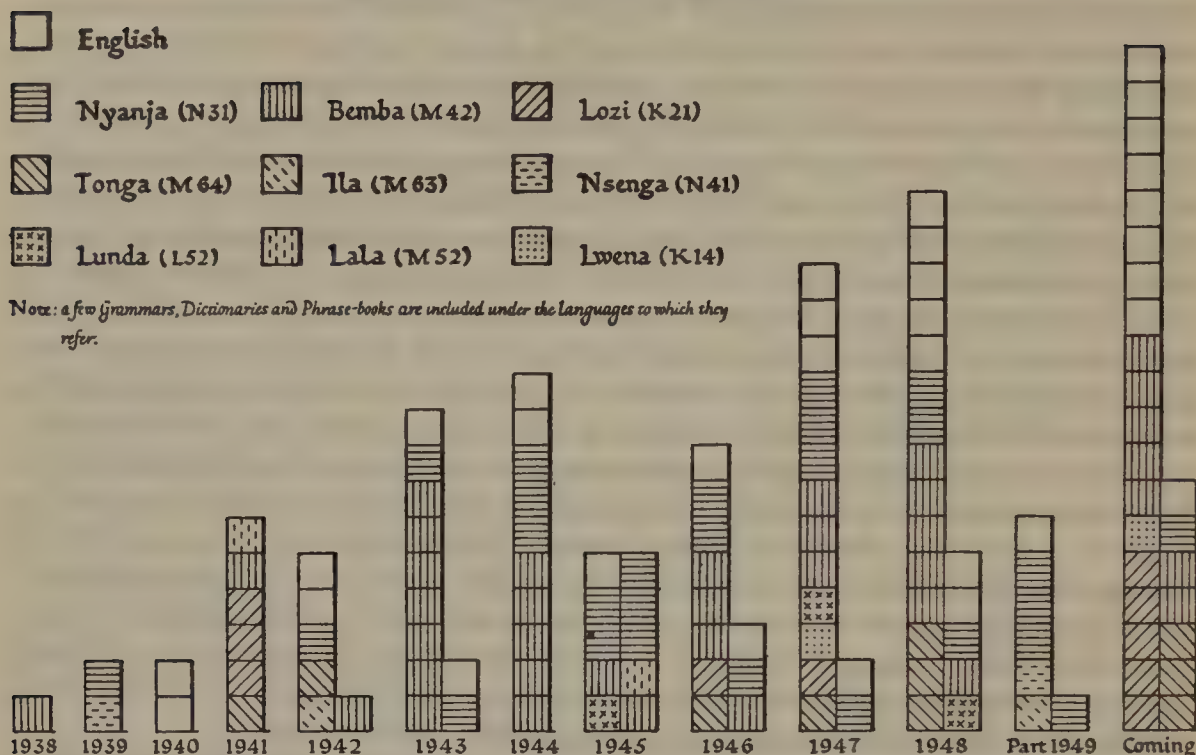 English
Nyanja (N31) Bemba (M42) Lozi (K21)
Tonga (M64) Ila (M63) Nsenga (N41)
Lunda (L52) Lala (M52) Lwena (K14)
Note: a few Grammars, Dictionaries and Phrase-books are included under the languages to which they
refer.
1938 1939 1940 1941 1942 1943 1944 1945 1946 1947 1948 Part 1949 Coming